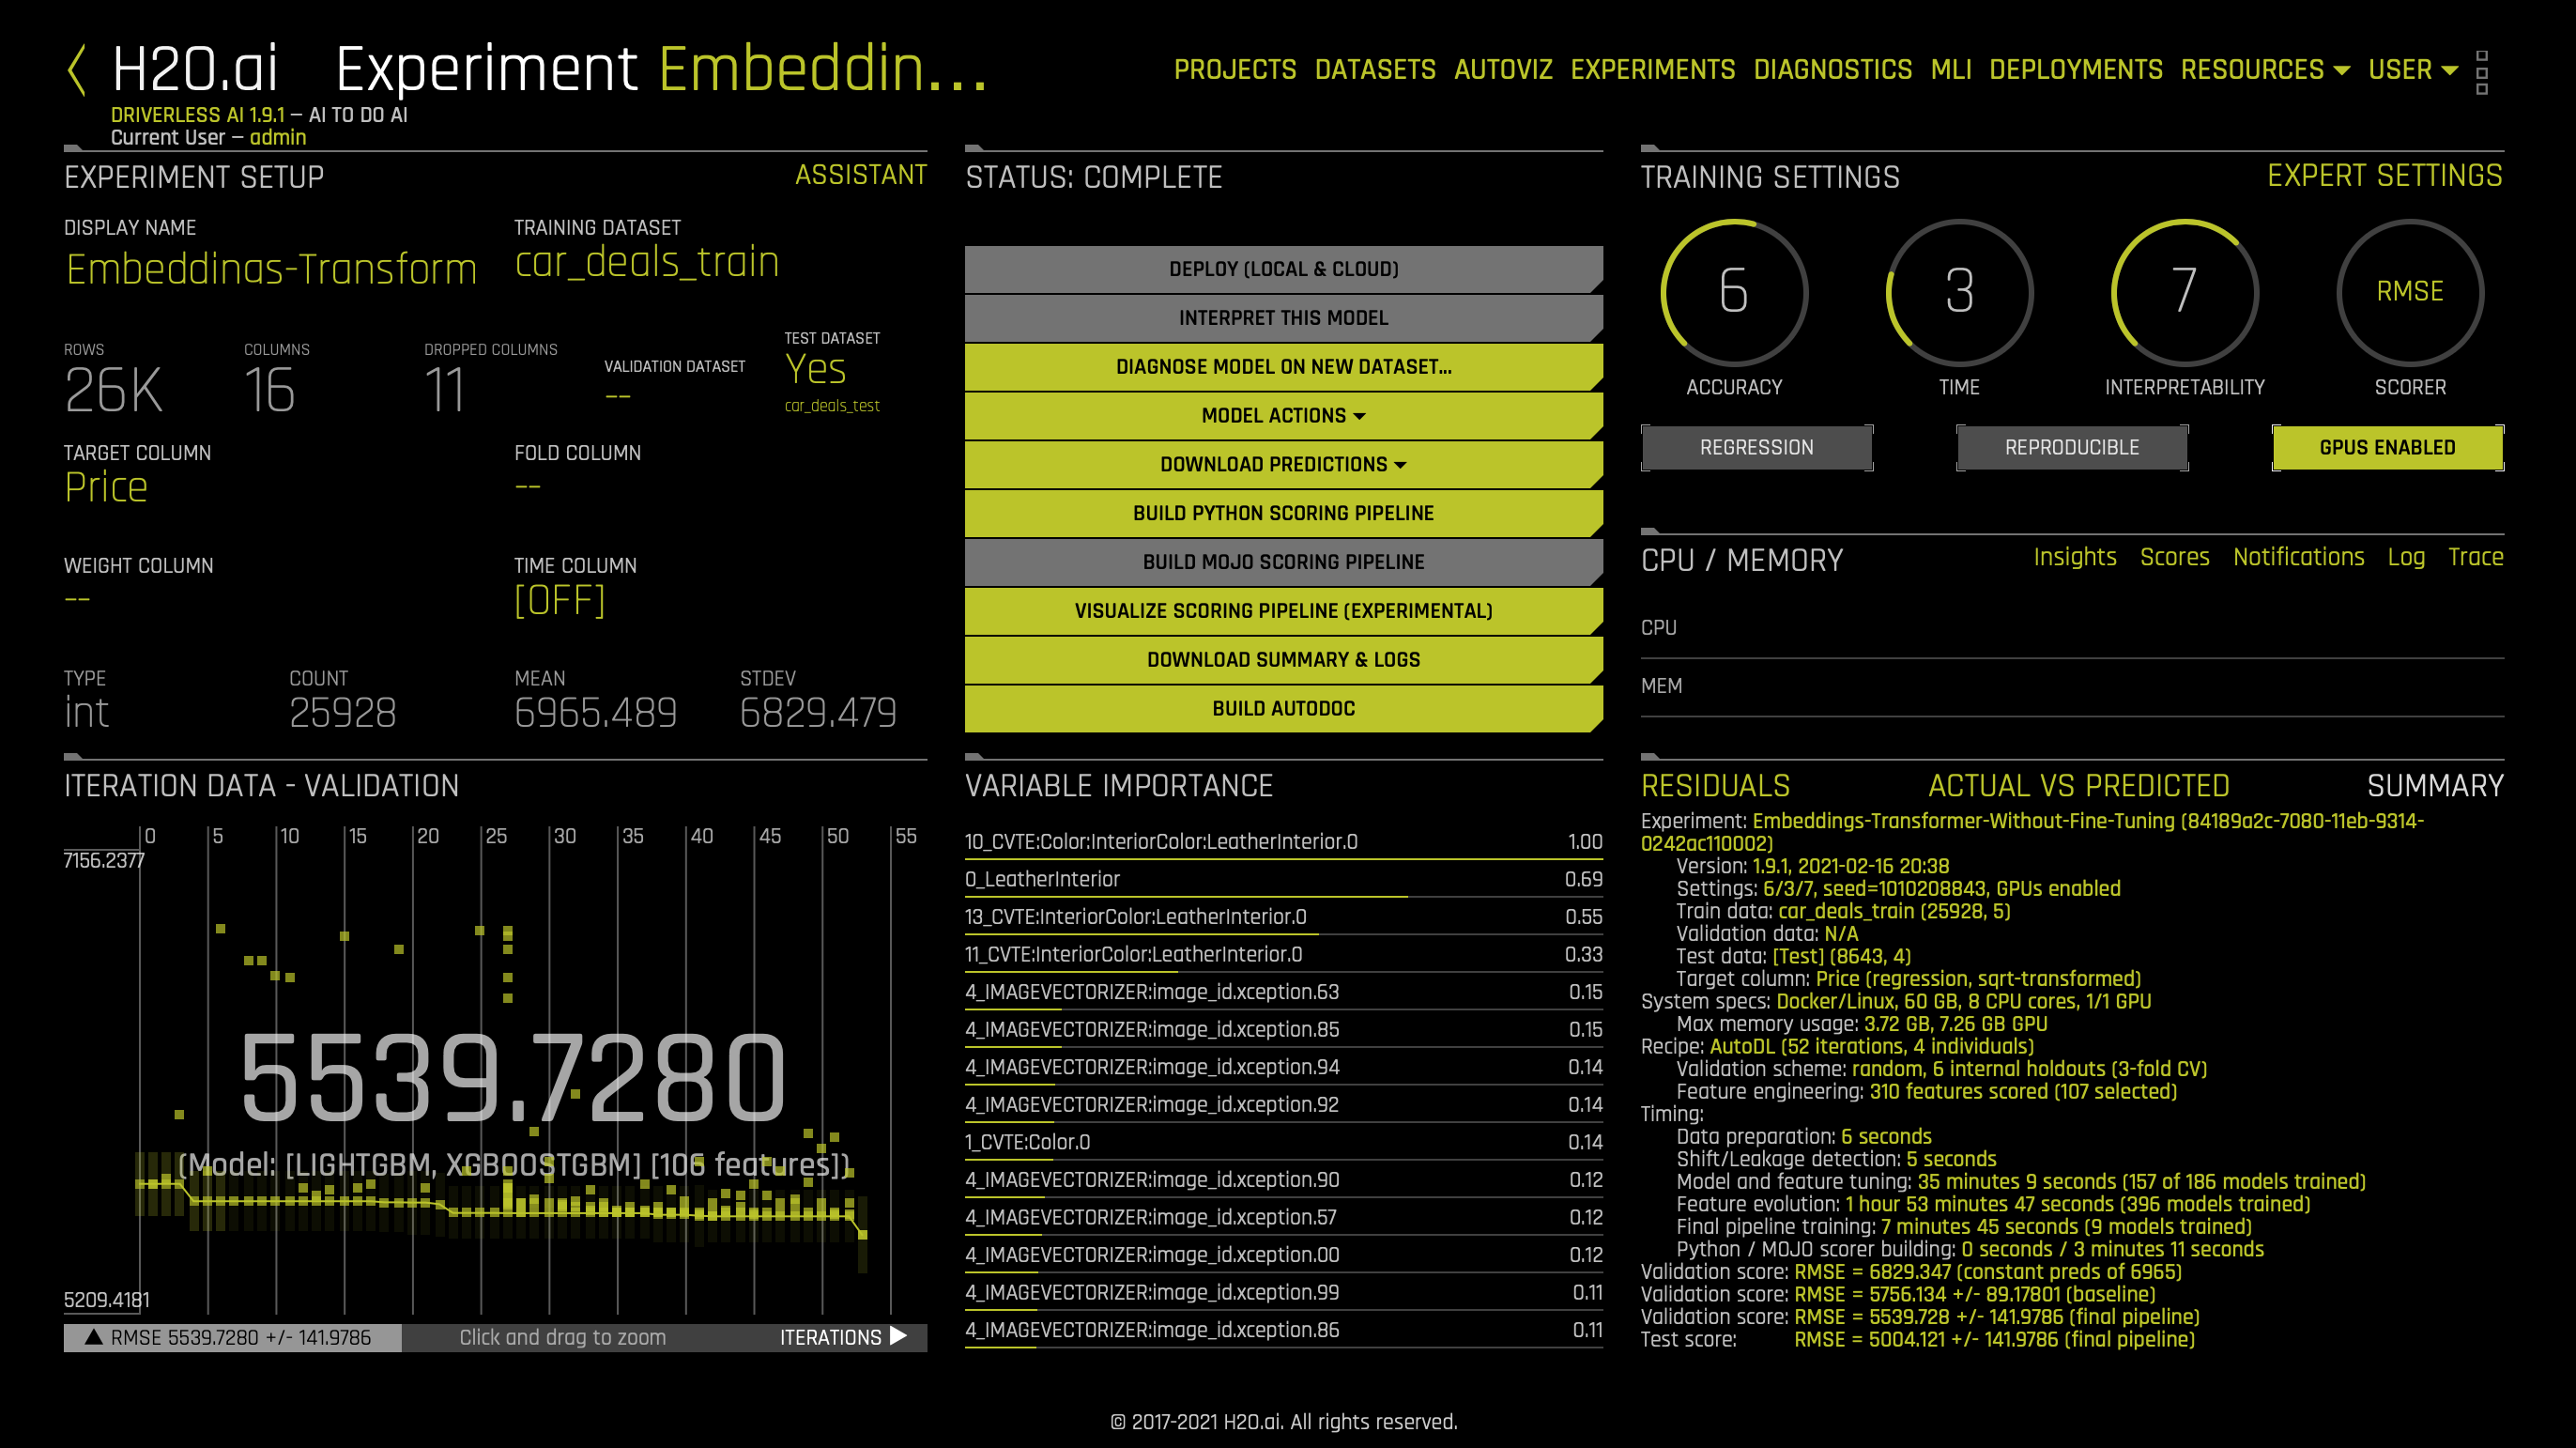 H2O.ai Experiment Embeddin...
PROJECTS DATASETS AUTOVIZ EXPERIMENTS DIAGNOSTICS MLI DEPLOYMENTS RESOURCES USER
DRIVERLESS AI 1.9.1 – AI TO DO AI
Current User – admin
EXPERIMENT SETUP
ASSISTANT
DISPLAY NAME
Embeddings-Transform
TRAINING DATASET
car_deals_train
ROWS
26K
COLUMNS
16
DROPPED COLUMNS
11
VALIDATION DATASET
--
TEST DATASET
Yes
car_deals_test
TARGET COLUMN
Price
FOLD COLUMN
--
WEIGHT COLUMN
--
TIME COLUMN
[OFF]
TYPE
int
COUNT
25928
MEAN
6965.489
STDEV
6829.479
STATUS: COMPLETE
DEPLOY (LOCAL & CLOUD)
INTERPRET THIS MODEL
DIAGNOSE MODEL ON NEW DATASET...
MODEL ACTIONS
DOWNLOAD PREDICTIONS
BUILD PYTHON SCORING PIPELINE
BUILD MOJO SCORING PIPELINE
VISUALIZE SCORING PIPELINE (EXPERIMENTAL)
DOWNLOAD SUMMARY & LOGS
BUILD AUTODOC
TRAINING SETTINGS
EXPERT SETTINGS
6
ACCURACY
3
TIME
7
INTERPRETABILITY
RMSE
SCORER
REGRESSION
REPRODUCIBLE
GPUS ENABLED
CPU / MEMORY
Insights Scores Notifications Log Trace
CPU
MEM
ITERATION DATA - VALIDATION
0 5 10 15 20 25 30 35 40 45 50 55
7156.2377
5539.7280
(Model: [LIGHTGBM, XGBOOSTGBM] [106 features])
5209.4181
▲ RMSE 5539.7280 +/- 141.9786
Click and drag to zoom
ITERATIONS ▶
VARIABLE IMPORTANCE
10_CVTE:Color:InteriorColor:LeatherInterior.0 1.00
0_LeatherInterior 0.69
13_CVTE:InteriorColor:LeatherInterior.0 0.55
11_CVTE:InteriorColor:LeatherInterior.0 0.33
4_IMAGEVECTORIZER:image_id.xception.63 0.15
4_IMAGEVECTORIZER:image_id.xception.85 0.15
4_IMAGEVECTORIZER:image_id.xception.94 0.14
4_IMAGEVECTORIZER:image_id.xception.92 0.14
1_CVTE:Color.0 0.14
4_IMAGEVECTORIZER:image_id.xception.90 0.12
4_IMAGEVECTORIZER:image_id.xception.57 0.12
4_IMAGEVECTORIZER:image_id.xception.00 0.12
4_IMAGEVECTORIZER:image_id.xception.99 0.11
4_IMAGEVECTORIZER:image_id.xception.86 0.11
RESIDUALS
ACTUAL VS PREDICTED
SUMMARY
Experiment: Embeddings-Transformer-Without-Fine-Tuning (84189a2c-7080-11eb-9314-
0242ac110002)
Version: 1.9.1, 2021-02-16 20:38
Settings: 6/3/7, seed=1010208843, GPUs enabled
Train data: car_deals_train (25928, 5)
Validation data: N/A
Test data: [Test] (8643, 4)
Target column: Price (regression, sqrt-transformed)
System specs: Docker/Linux, 60 GB, 8 CPU cores, 1/1 GPU
Max memory usage: 3.72 GB, 7.26 GB GPU
Recipe: AutoDL (52 iterations, 4 individuals)
Validation scheme: random, 6 internal holdouts (3-fold CV)
Feature engineering: 310 features scored (107 selected)
Timing:
Data preparation: 6 seconds
Shift/Leakage detection: 5 seconds
Model and feature tuning: 35 minutes 9 seconds (157 of 186 models trained)
Feature evolution: 1 hour 53 minutes 47 seconds (396 models trained)
Final pipeline training: 7 minutes 45 seconds (9 models trained)
Python / MOJO scorer building: 0 seconds / 3 minutes 11 seconds
Validation score: RMSE = 6829.347 (constant preds of 6965)
Validation score: RMSE = 5756.134 +/- 89.17801 (baseline)
Validation score: RMSE = 5539.728 +/- 141.9786 (final pipeline)
Test score: RMSE = 5004.121 +/- 141.9786 (final pipeline)
© 2017-2021 H2O.ai. All rights reserved.